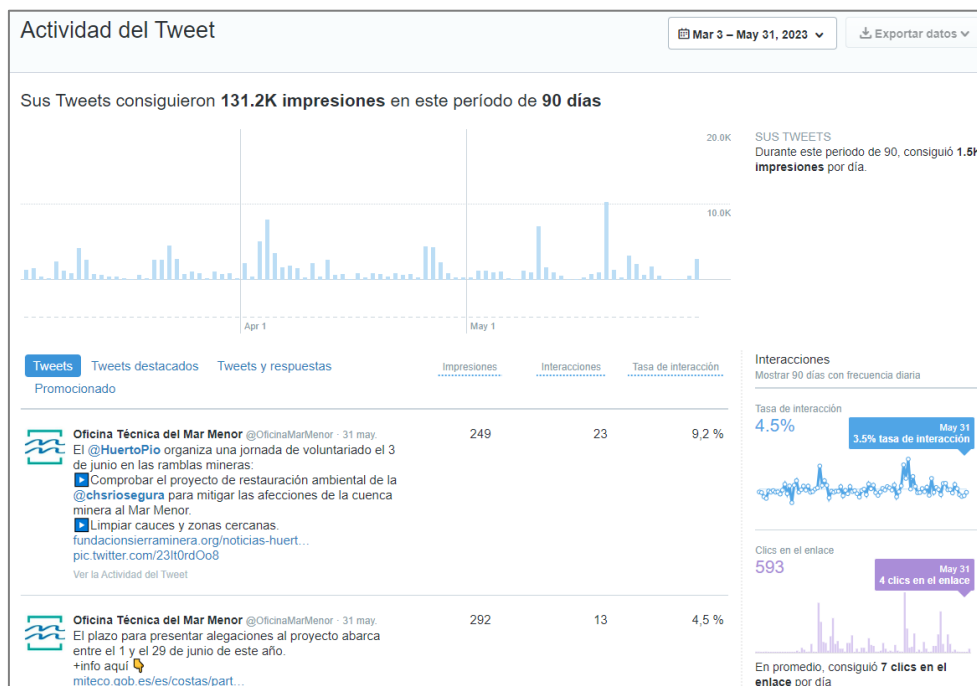 Actividad del Tweet
Mar 3 – May 31, 2023
Exportar datos
Sus Tweets consiguieron 131.2K impresiones en este período de 90 días
20.0K
10.0K
Apr 1
May 1
SUS TWEETS
Durante este periodo de 90, consiguió 1.5K
impresiones por día.
Tweets
Tweets destacados
Tweets y respuestas
Promocionado
Impresiones
Interacciones
Tasa de interacción
Oficina Técnica del Mar Menor @OficinaMarMenor · 31 may.
El @HuertoPio organiza una jornada de voluntariado el 3
de junio en las ramblas mineras:
Comprobar el proyecto de restauración ambiental de la
@chsriosegura para mitigar las afecciones de la cuenca
minera al Mar Menor.
Limpiar cauces y zonas cercanas.
fundacionsierraminera.org/noticias-huert…
pic.twitter.com/23lt0rdOo8
Ver la Actividad del Tweet
249
23
9,2 %
Oficina Técnica del Mar Menor @OficinaMarMenor · 31 may.
El plazo para presentar alegaciones al proyecto abarca
entre el 1 y el 29 de junio de este año.
+info aquí
miteco.gob.es/es/costas/part…
292
13
4,5 %
Interacciones
Mostrar 90 días con frecuencia diaria
Tasa de interacción
4.5%
May 31
3.5% tasa de interacción
Clics en el enlace
593
May 31
4 clics en el enlace
En promedio, consiguió 7 clics en el
enlace por día